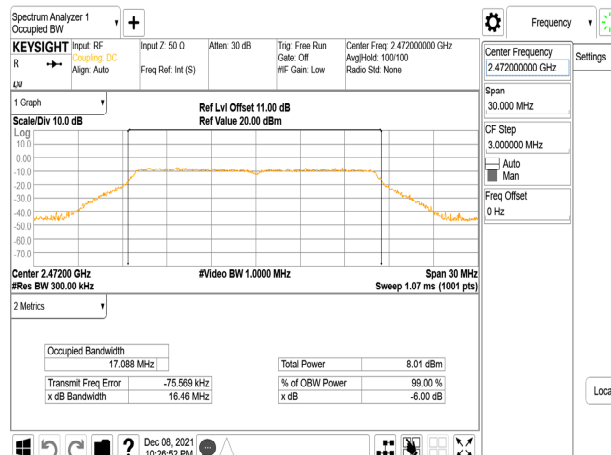 Spectrum Analyzer 1
Occupied BW
Frequency
KEYSIGHT
R
Input: RF
Coupling: DC
Align: Auto
Input Z: 50 Ω
Freq Ref: Int (S)
Atten: 30 dB
Trig: Free Run
Gate: Off
#IF Gain: Low
Center Freq: 2.472000000 GHz
Avg|Hold: 100/100
Radio Std: None
Center Frequency
2.472000000 GHz
Settings
Span
30.000 MHz
CF Step
3.000000 MHz
Auto
Man
Freq Offset
0 Hz
Local
1 Graph
Scale/Div 10.0 dB
Ref Lvl Offset 11.00 dB
Ref Value 20.00 dBm
Log
10.0
0.00
-10.0
-20.0
-30.0
-40.0
-50.0
-60.0
-70.0
Center 2.47200 GHz
#Res BW 300.00 kHz
#Video BW 1.0000 MHz
Span 30 MHz
Sweep 1.07 ms (1001 pts)
2 Metrics
Occupied Bandwidth
17.088 MHz
Transmit Freq Error -75.569 kHz
x dB Bandwidth 16.46 MHz
Total Power 8.01 dBm
% of OBW Power 99.00 %
x dB -6.00 dB
?
Dec 08, 2021
10:26:52 PM